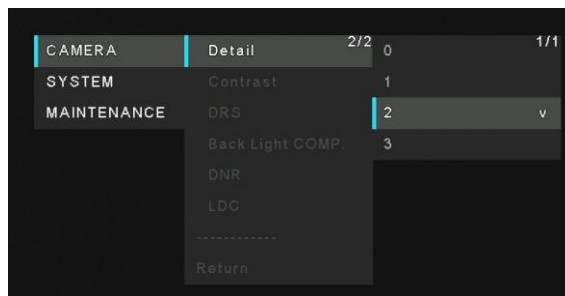 CAMERA
SYSTEM
MAINTENANCE
Detail 2/2
Contrast
DRS
Back Light COMP.
DNR
LDC
------------
Return
0 1/1
1
2 v
3